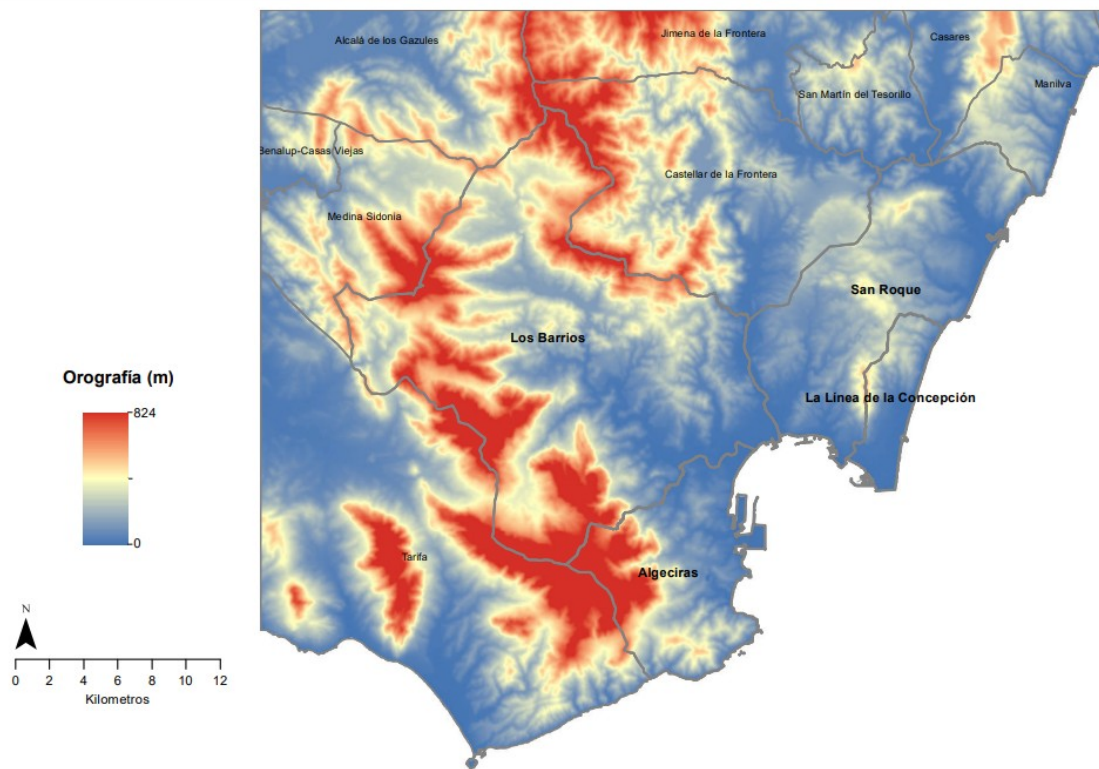 Alcalá de los Gazules
Jimena de la Frontera
Casares
Manilva
San Martín del Tesorillo
Benalup-Casas Viejas
Castellar de la Frontera
Medina Sidonia
San Roque
Los Barrios
La Línea de la Concepción
Tarifa
Algeciras
Orografía (m)
824
0
N
0 2 4 6 8 10 12
Kilometros